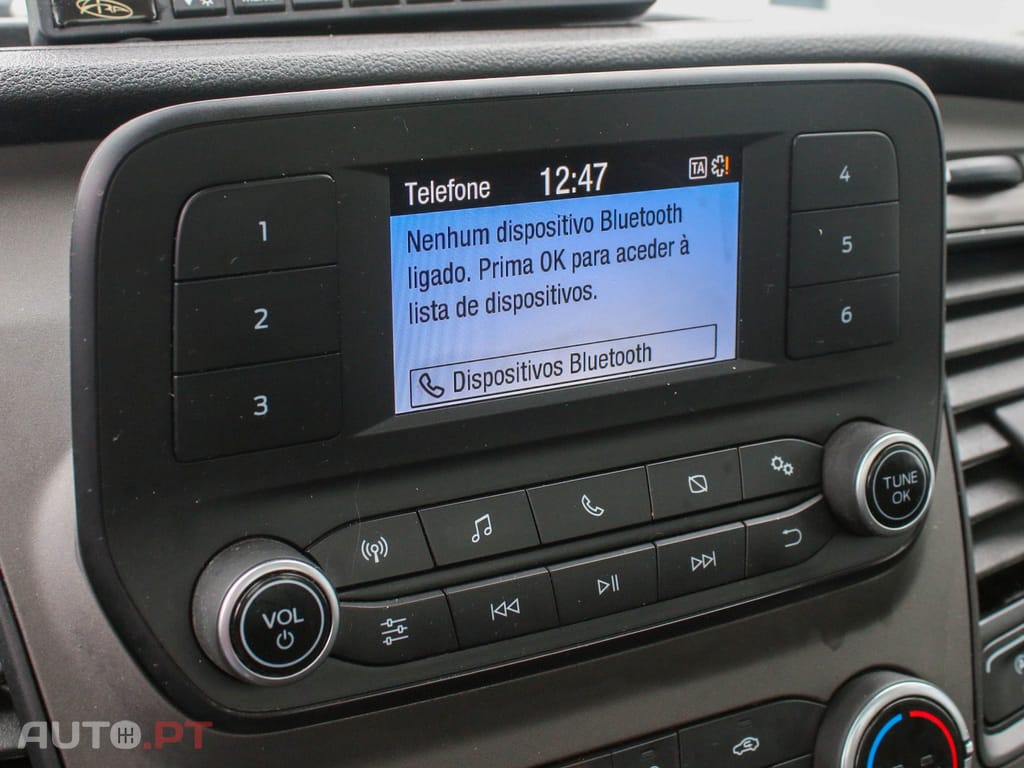 Telefone 12:47 TA
Nenhum dispositivo Bluetooth
ligado. Prima OK para aceder à
lista de dispositivos.
Dispositivos Bluetooth
1
2
3
4
5
6
TUNE
OK
VOL
AUTO.PT